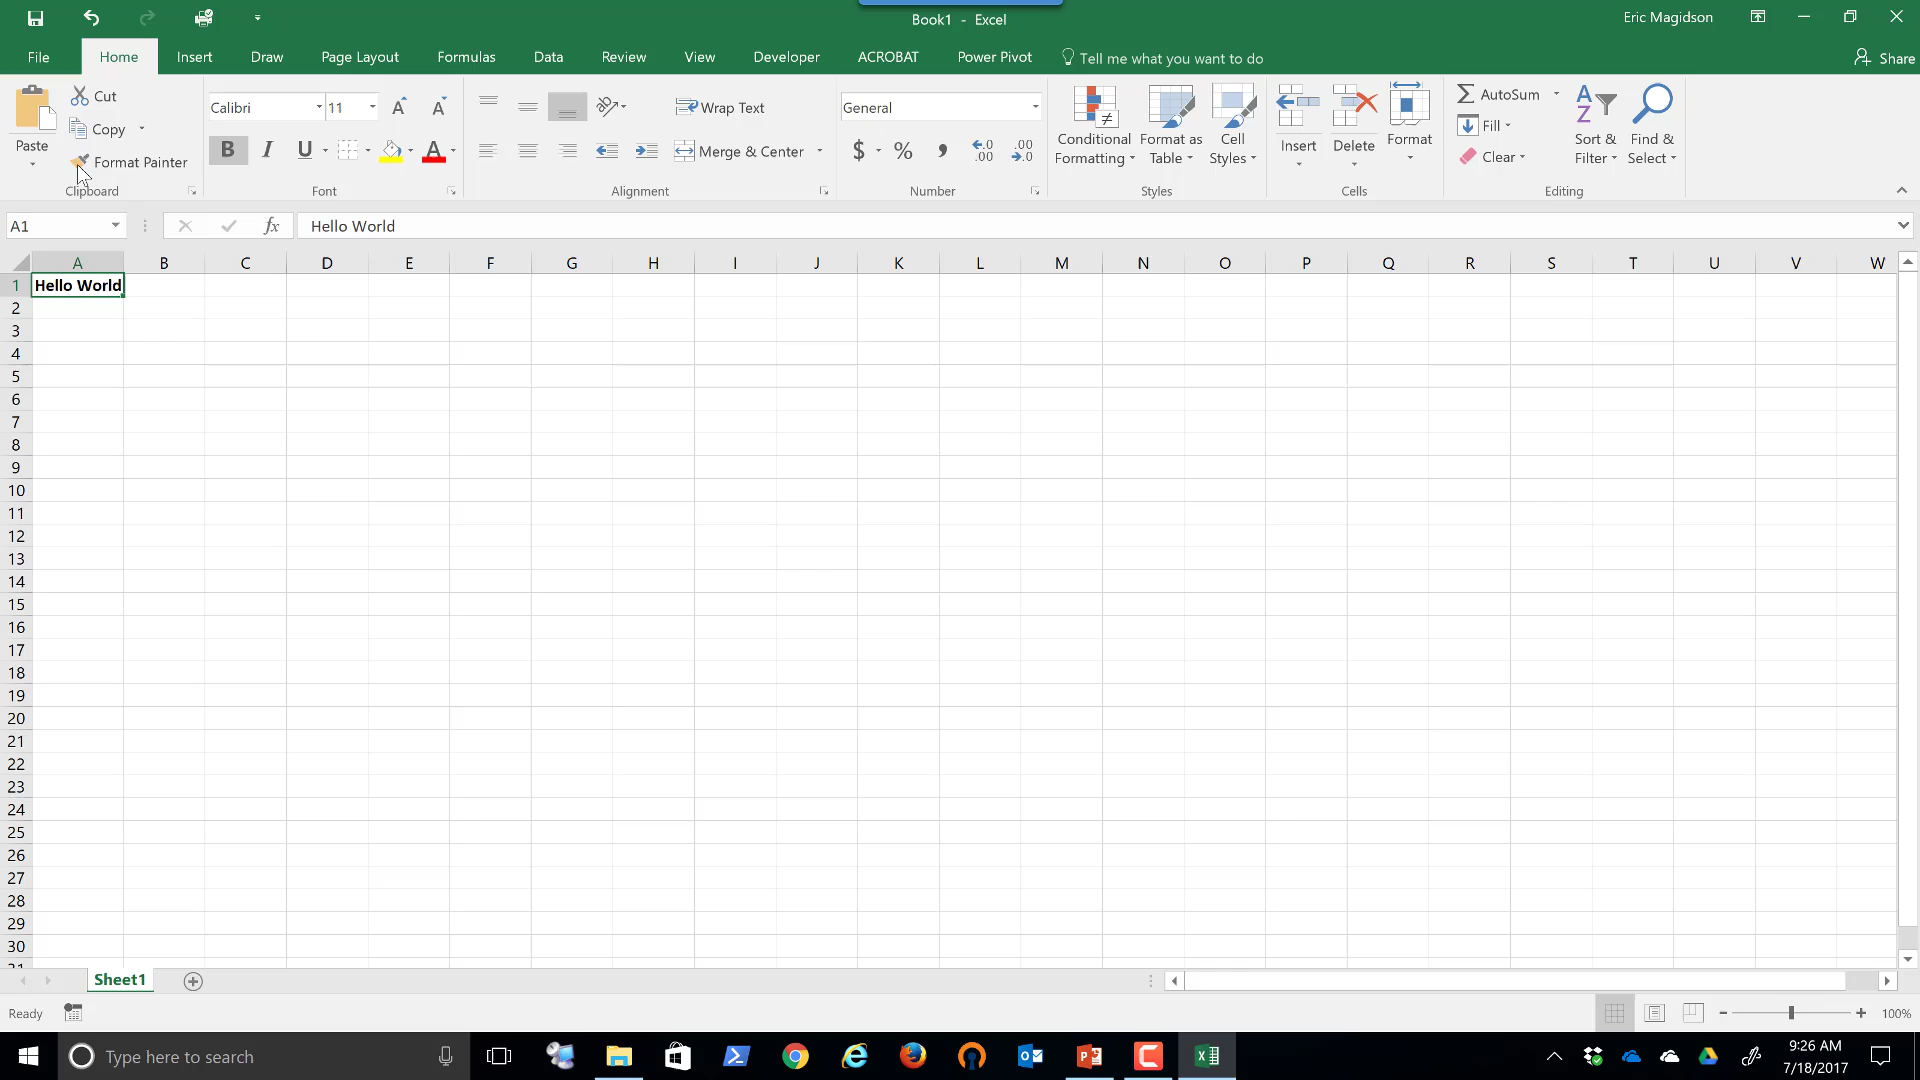 Book1 - Excel
Eric Magidson
File Home Insert Draw Page Layout Formulas Data Review View Developer ACROBAT Power Pivot Tell me what you want to do Share
Paste
Cut
Copy
Format Painter
Clipboard
Calibri 11
B I U
Font
Wrap Text
Merge & Center
Alignment
General
$ % ,
Number
Conditional Formatting
Format as Table
Cell Styles
Styles
Insert
Delete
Format
Cells
AutoSum
Fill
Clear
Sort & Filter
Find & Select
Editing
A1 fx Hello World
A B C D E F G H I J K L M N O P Q R S T U V W
1 Hello World
2
3
4
5
6
7
8
9
10
11
12
13
14
15
16
17
18
19
20
21
22
23
24
25
26
27
28
29
30
Sheet1
Ready 100%
Type here to search
9:26 AM
7/18/2017